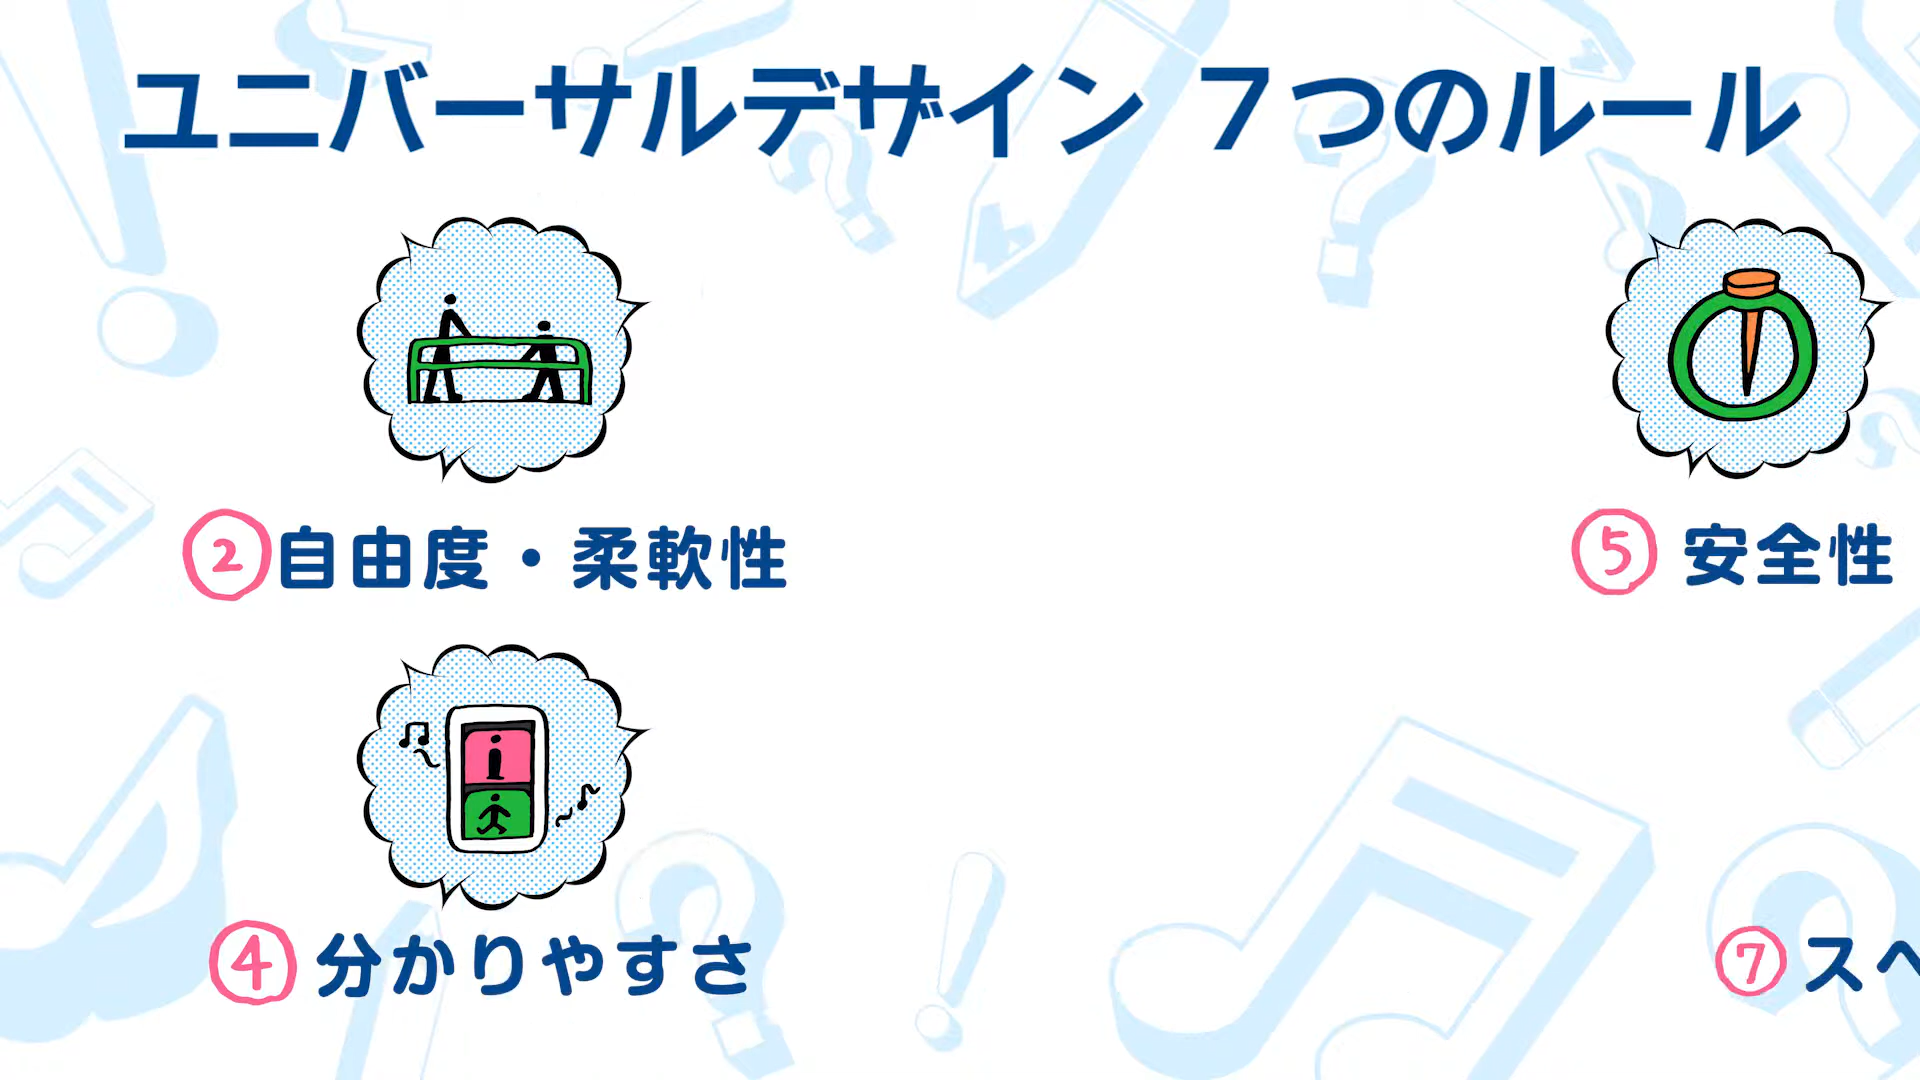 ユニバーサルデザイン 7つのルール
② 自由度・柔軟性
⑤ 安全性
i
④ 分かりやすさ
⑦ ス